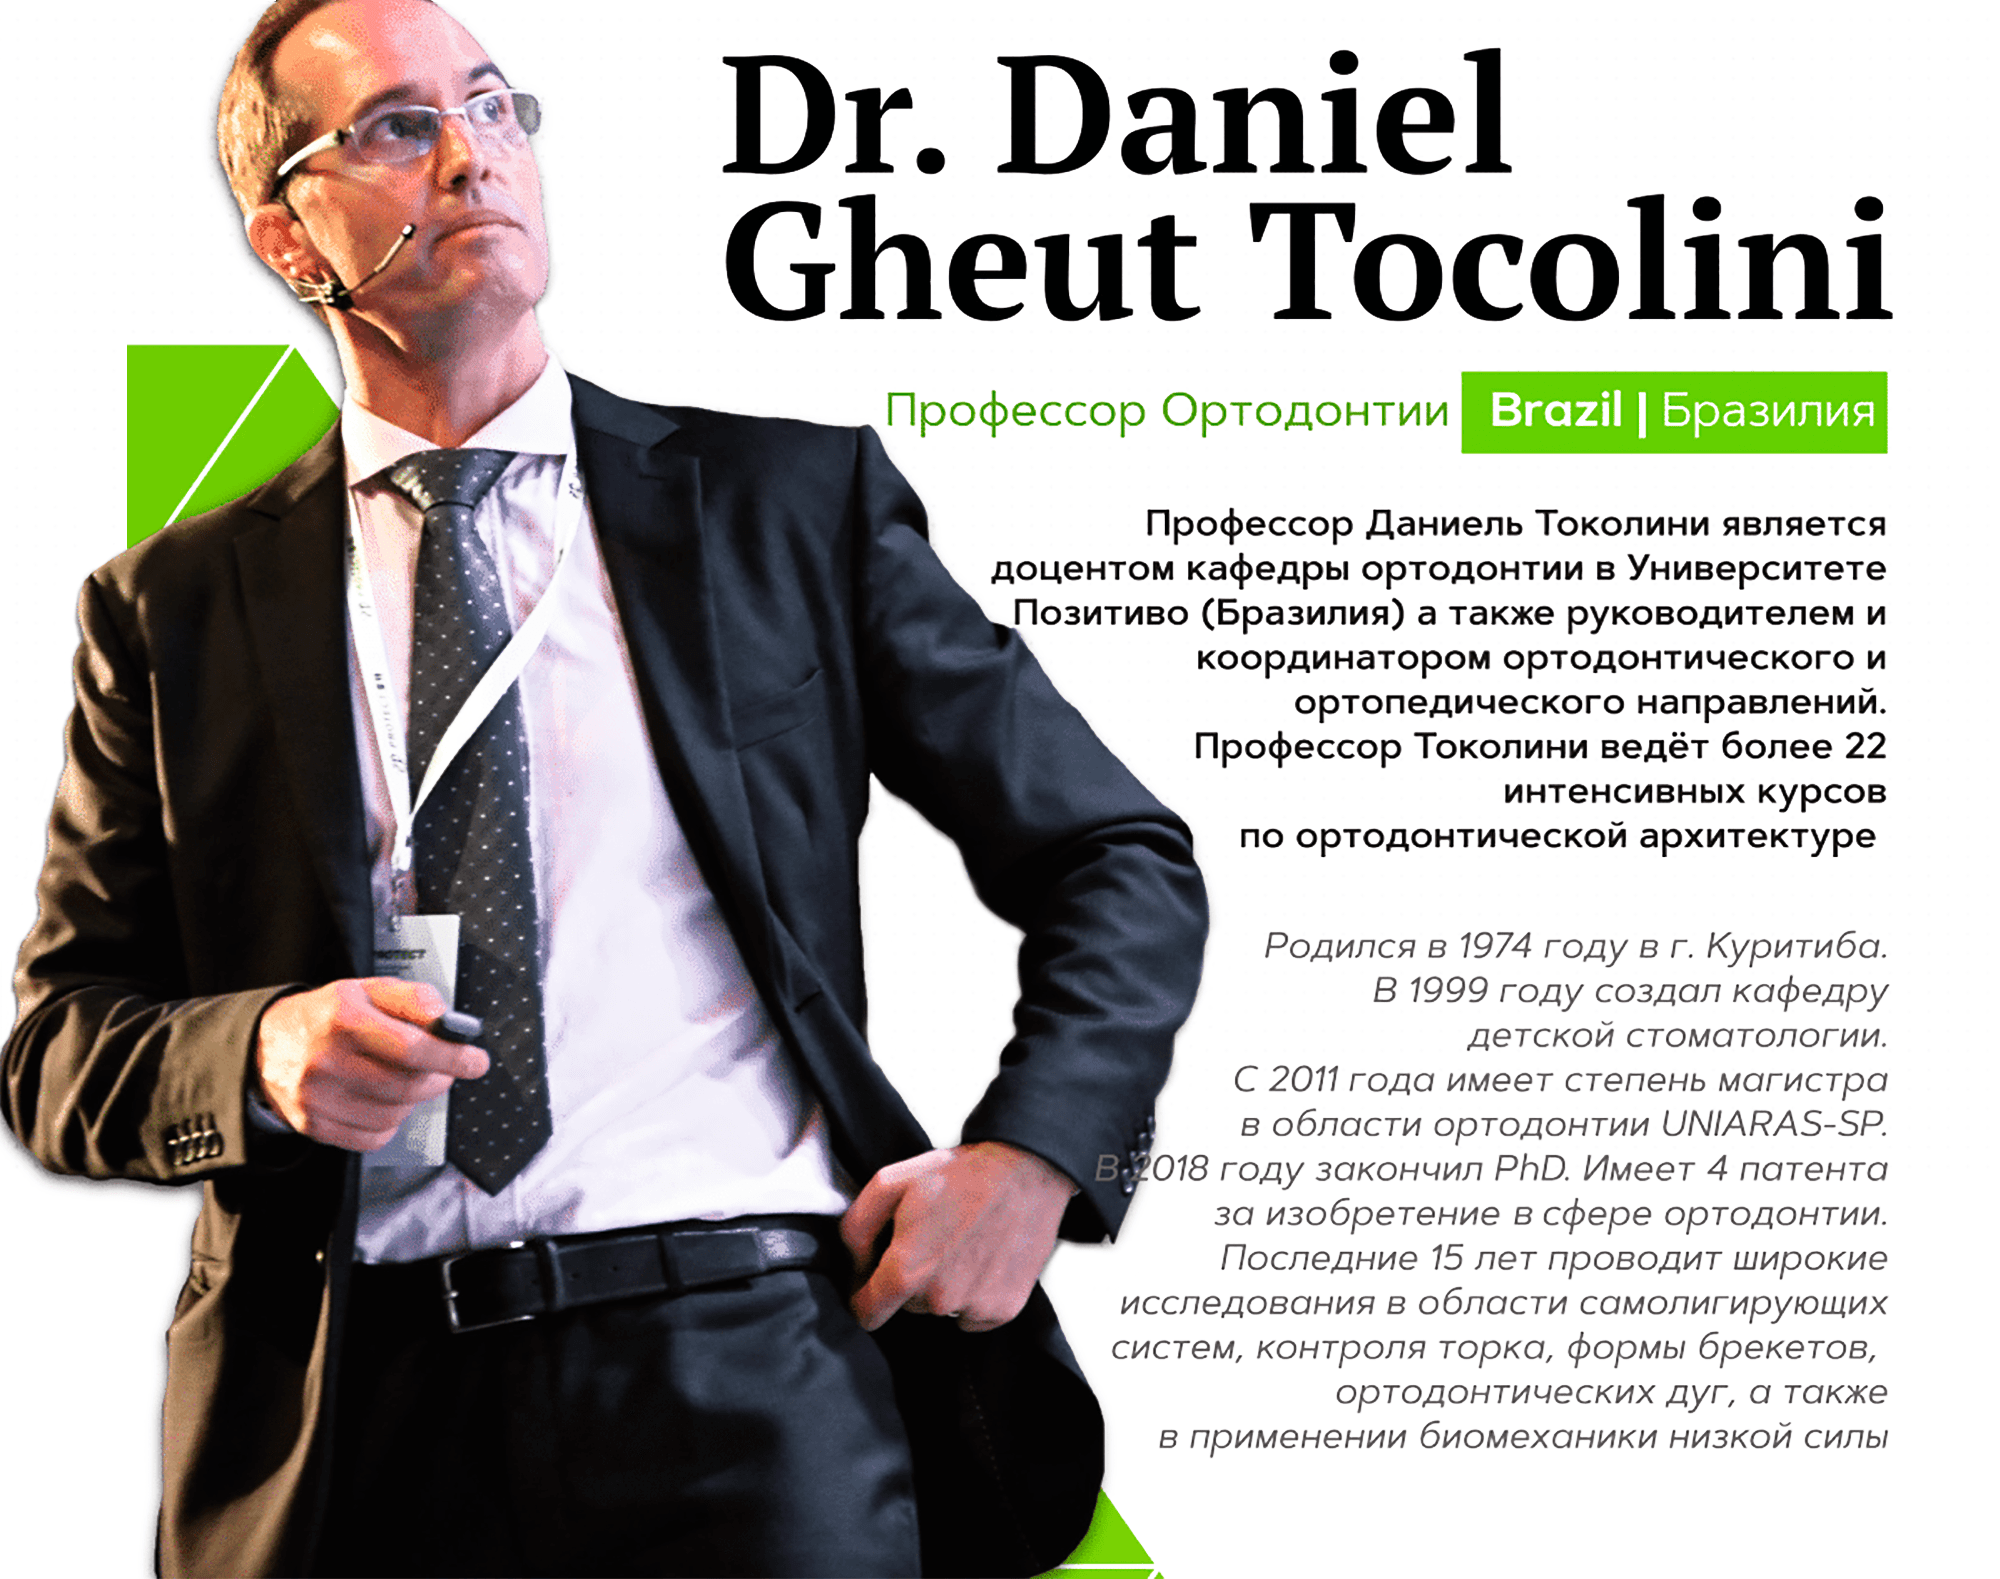 Dr. Daniel
Gheut Tocolini
Профессор Ортодонтии Brazil | Бразилия
Профессор Даниель Токолини является
доцентом кафедры ортодонтии в Университете
Позитиво (Бразилия) а также руководителем и
координатором ортодонтического и
ортопедического направлений.
Профессор Токолини ведёт более 22
интенсивных курсов
по ортодонтической архитектуре
Родился в 1974 году в г. Куритиба.
В 1999 году создал кафедру
детской стоматологии.
С 2011 года имеет степень магистра
в области ортодонтии UNIARAS-SP.
В 2018 году закончил PhD. Имеет 4 патента
за изобретение в сфере ортодонтии.
Последние 15 лет проводит широкие
исследования в области самолигирующих
систем, контроля торка, формы брекетов,
ортодонтических дуг, а также
в применении биомеханики низкой силы